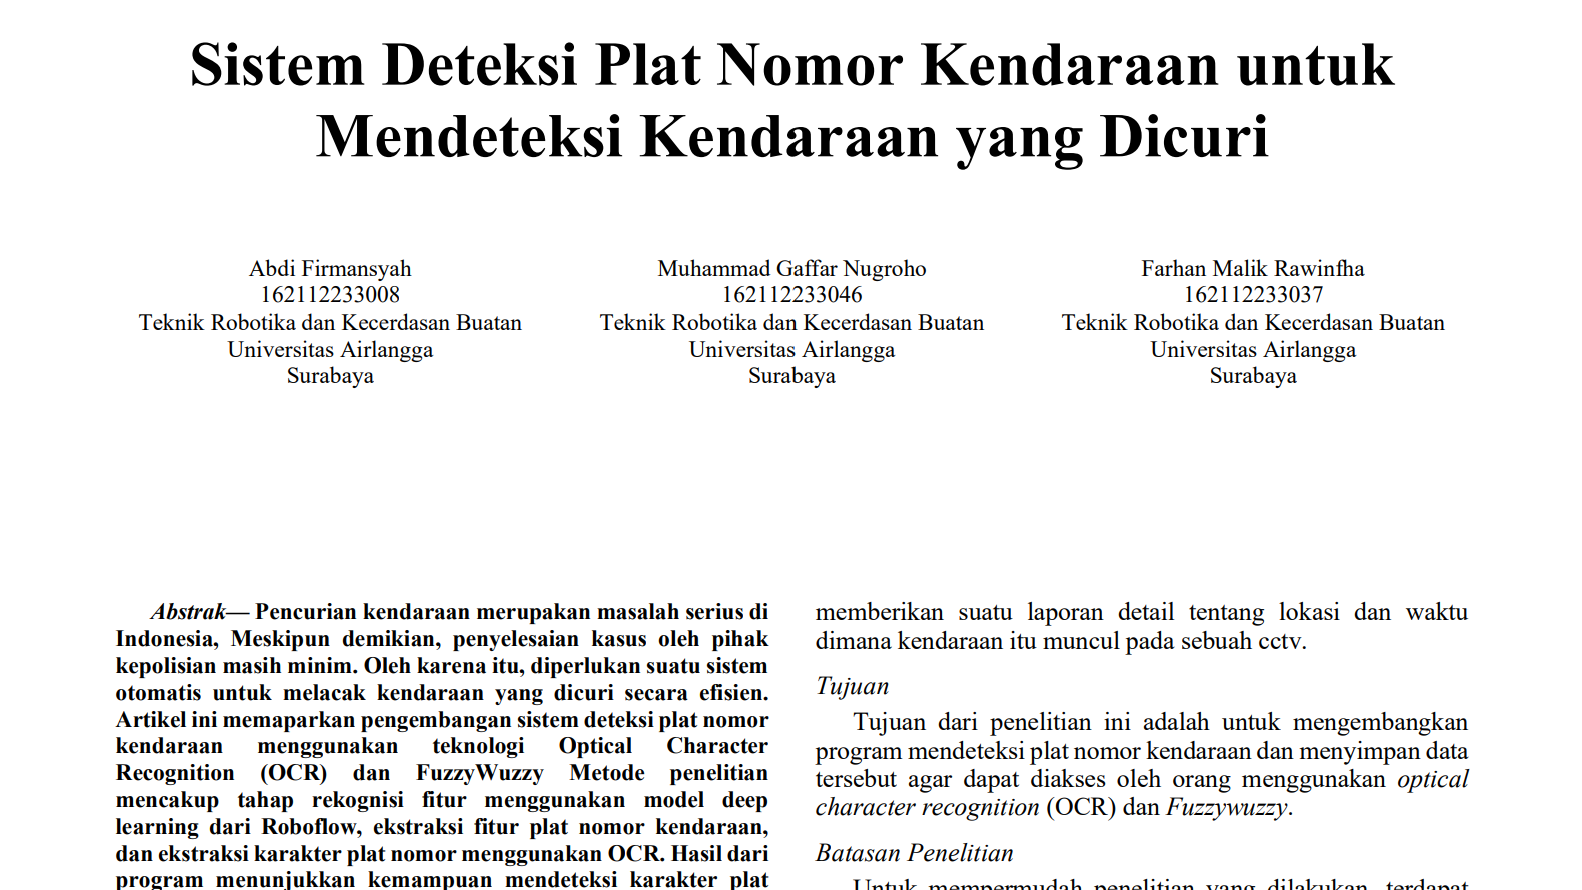 Sistem Deteksi Plat Nomor Kendaraan untuk
Mendeteksi Kendaraan yang Dicuri
Abdi Firmansyah
162112233008
Teknik Robotika dan Kecerdasan Buatan
Universitas Airlangga
Surabaya
Muhammad Gaffar Nugroho
162112233046
Teknik Robotika dan Kecerdasan Buatan
Universitas Airlangga
Surabaya
Farhan Malik Rawinfha
162112233037
Teknik Robotika dan Kecerdasan Buatan
Universitas Airlangga
Surabaya
Abstrak— Pencurian kendaraan merupakan masalah serius di
Indonesia, Meskipun demikian, penyelesaian kasus oleh pihak
kepolisian masih minim. Oleh karena itu, diperlukan suatu sistem
otomatis untuk melacak kendaraan yang dicuri secara efisien.
Artikel ini memaparkan pengembangan sistem deteksi plat nomor
kendaraan menggunakan teknologi Optical Character
Recognition (OCR) dan FuzzyWuzzy Metode penelitian
mencakup tahap rekognisi fitur menggunakan model deep
learning dari Roboflow, ekstraksi fitur plat nomor kendaraan,
dan ekstraksi karakter plat nomor menggunakan OCR. Hasil dari
program menunjukkan kemampuan mendeteksi karakter plat
memberikan suatu laporan detail tentang lokasi dan waktu
dimana kendaraan itu muncul pada sebuah cctv.
Tujuan
Tujuan dari penelitian ini adalah untuk mengembangkan
program mendeteksi plat nomor kendaraan dan menyimpan data
tersebut agar dapat diakses oleh orang menggunakan optical
character recognition (OCR) dan Fuzzywuzzy.
Batasan Penelitian
Untuk mempermudah penelitian yang dilakukan, terdapat